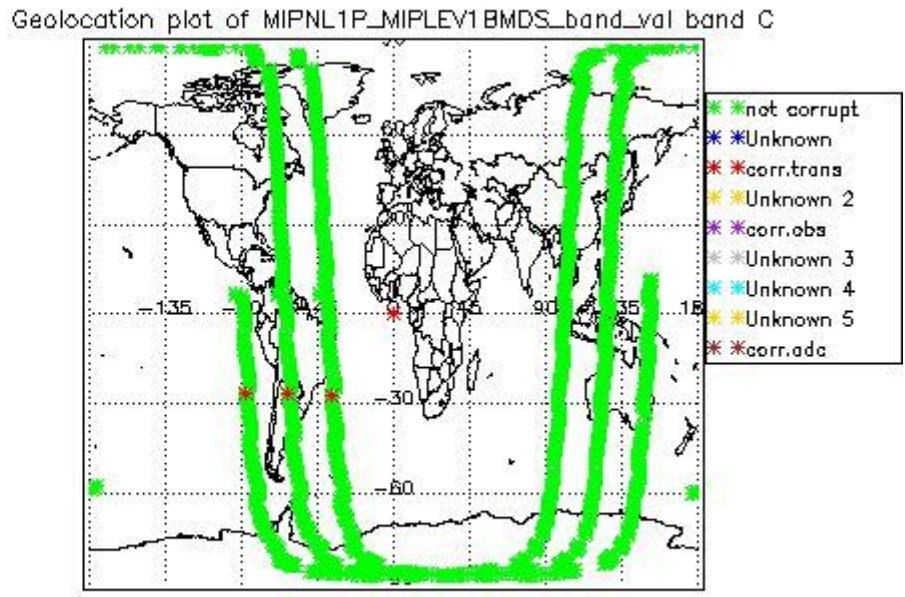 Geolocation plot of MIPNL1P_MIPLEV1BMDS_band_val band C
not corrupt
Unknown
corr.trans
Unknown 2
corr.obs
Unknown 3
Unknown 4
Unknown 5
corr.adc
60
-135
90
-30
-60